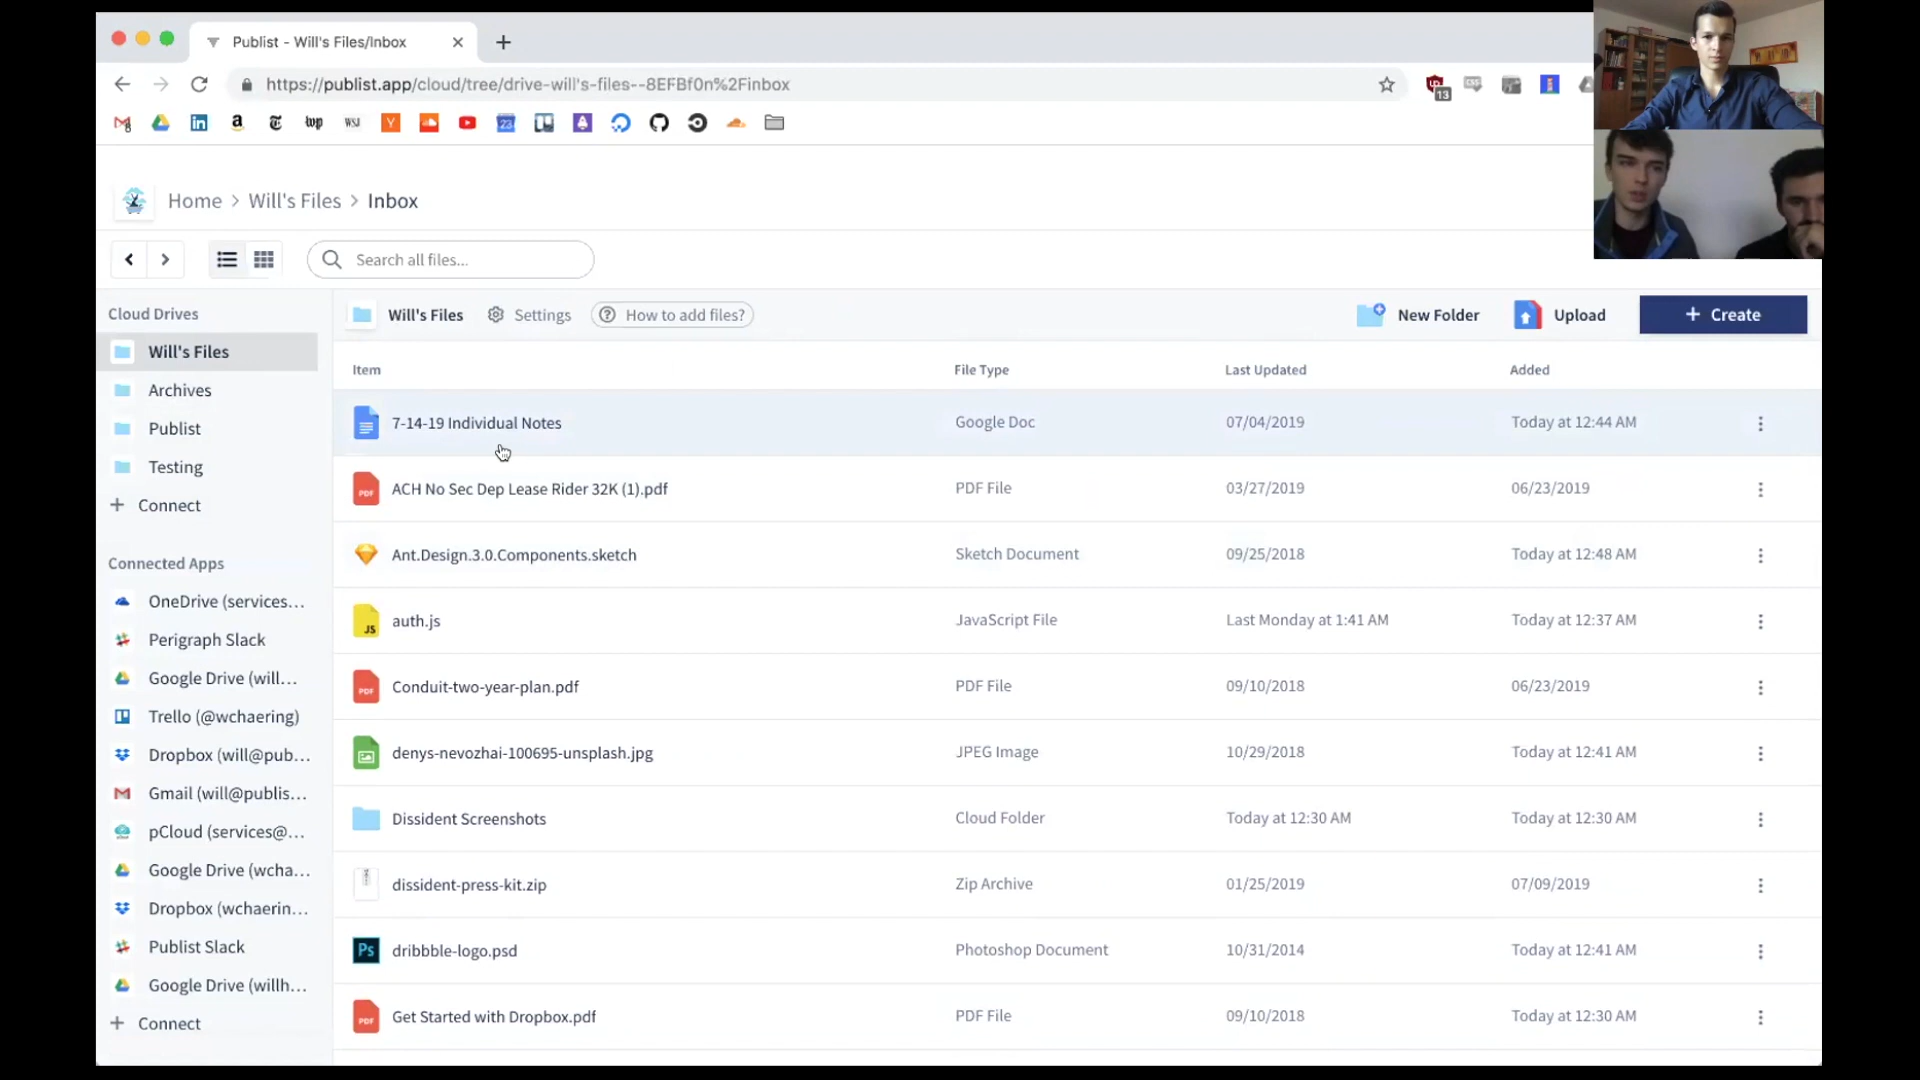 Publist - Will's Files/Inbox
https://publist.app/cloud/tree/drive-will's-files--8EFBf0n%2Finbox
13
wp
WSJ
23
Home > Will's Files > Inbox
Search all files...
Cloud Drives
Will's Files
Archives
Publist
Testing
+ Connect
Connected Apps
OneDrive (services...
Perigraph Slack
Google Drive (will...
Trello (@wchaering)
Dropbox (will@pub...
Gmail (will@publis...
pCloud (services@...
Google Drive (wcha...
Dropbox (wchaerin...
Publist Slack
Google Drive (willh...
+ Connect
Will's Files Settings ? How to add files? New Folder Upload + Create
Item File Type Last Updated Added
7-14-19 Individual Notes Google Doc 07/04/2019 Today at 12:44 AM
PDF ACH No Sec Dep Lease Rider 32K (1).pdf PDF File 03/27/2019 06/23/2019
Ant.Design.3.0.Components.sketch Sketch Document 09/25/2018 Today at 12:48 AM
JS auth.js JavaScript File Last Monday at 1:41 AM Today at 12:37 AM
PDF Conduit-two-year-plan.pdf PDF File 09/10/2018 06/23/2019
denys-nevozhai-100695-unsplash.jpg JPEG Image 10/29/2018 Today at 12:41 AM
Dissident Screenshots Cloud Folder Today at 12:30 AM Today at 12:30 AM
dissident-press-kit.zip Zip Archive 01/25/2019 07/09/2019
Ps dribbble-logo.psd Photoshop Document 10/31/2014 Today at 12:41 AM
PDF Get Started with Dropbox.pdf PDF File 09/10/2018 Today at 12:30 AM